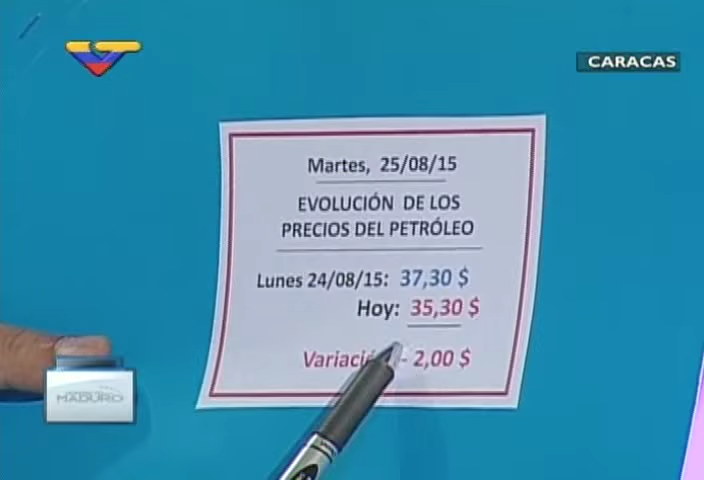 CARACAS
Martes, 25/08/15
EVOLUCIÓN DE LOS
PRECIOS DEL PETRÓLEO
Lunes 24/08/15: 37,30 $
Hoy: 35,30 $
- 2,00 $
MADURO